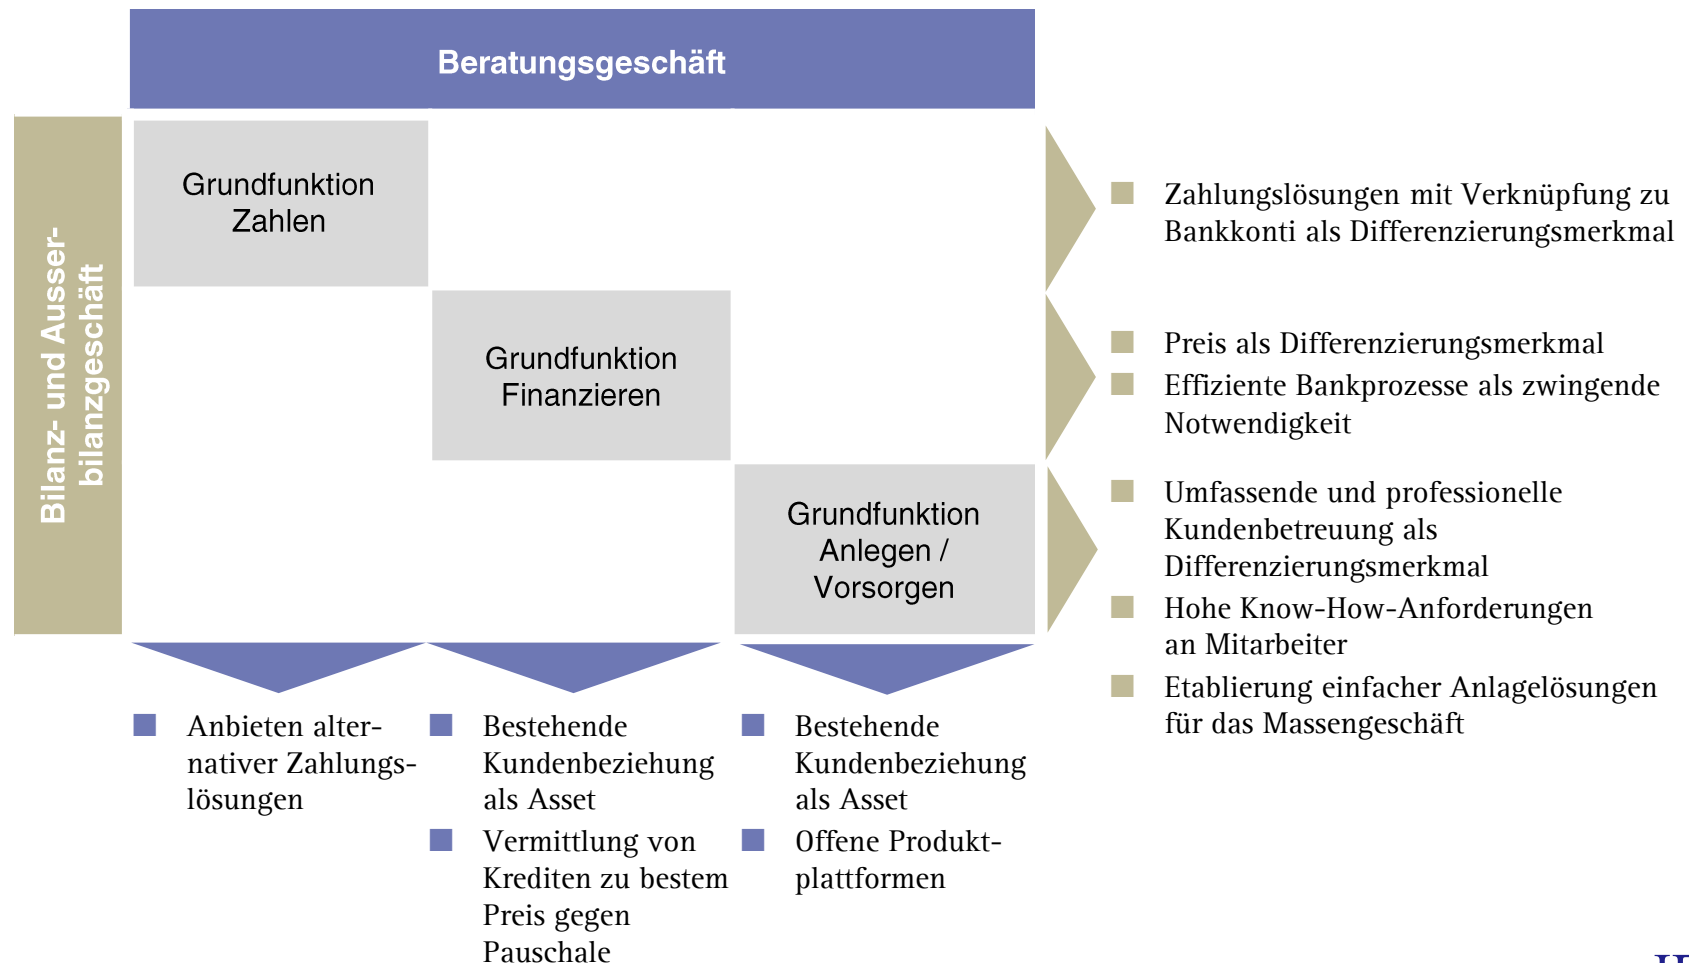 Beratungsgeschäft
Bilanz- und Ausser-
bilanzgeschäft
Grundfunktion
Zahlen
Grundfunktion
Finanzieren
Grundfunktion
Anlegen /
Vorsorgen
Zahlungslösungen mit Verknüpfung zu
Bankkonti als Differenzierungsmerkmal
Preis als Differenzierungsmerkmal
Effiziente Bankprozesse als zwingende
Notwendigkeit
Umfassende und professionelle
Kundenbetreuung als
Differenzierungsmerkmal
Hohe Know-How-Anforderungen
an Mitarbeiter
Etablierung einfacher Anlagelösungen
für das Massengeschäft
Anbieten alter-
nativer Zahlungs-
lösungen
Bestehende
Kundenbeziehung
als Asset
Vermittlung von
Krediten zu bestem
Preis gegen
Pauschale
Bestehende
Kundenbeziehung
als Asset
Offene Produkt-
plattformen